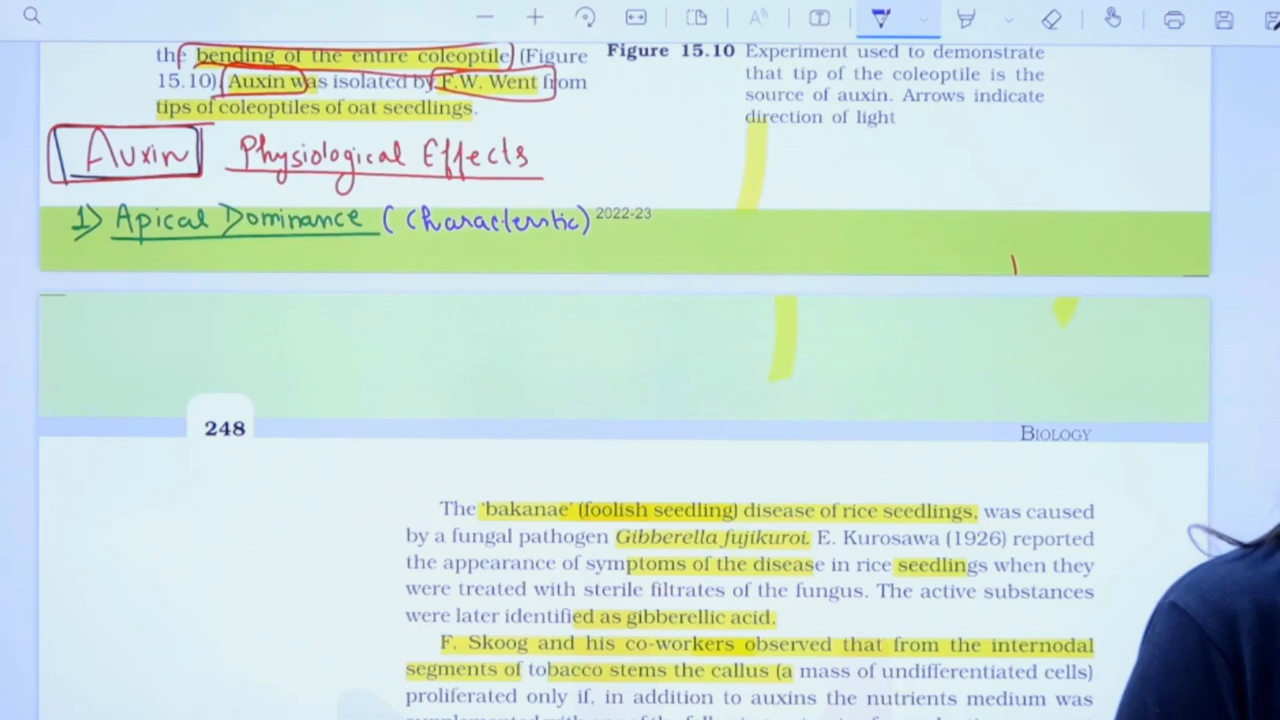 the bending of the entire coleoptile (Figure
15.10). Auxin was isolated by F.W. Went from
tips of coleoptiles of oat seedlings.
Figure 15.10 Experiment used to demonstrate
that tip of the coleoptile is the
source of auxin. Arrows indicate
direction of light
Auxin Physiological Effects
1) Apical Dominance (Characteristic) 2022-23
248
BIOLOGY
The 'bakanae' (foolish seedling) disease of rice seedlings, was caused
by a fungal pathogen Gibberella fujikuroi. E. Kurosawa (1926) reported
the appearance of symptoms of the disease in rice seedlings when they
were treated with sterile filtrates of the fungus. The active substances
were later identified as gibberellic acid.
F. Skoog and his co-workers observed that from the internodal
segments of tobacco stems the callus (a mass of undifferentiated cells)
proliferated only if, in addition to auxins the nutrients medium was